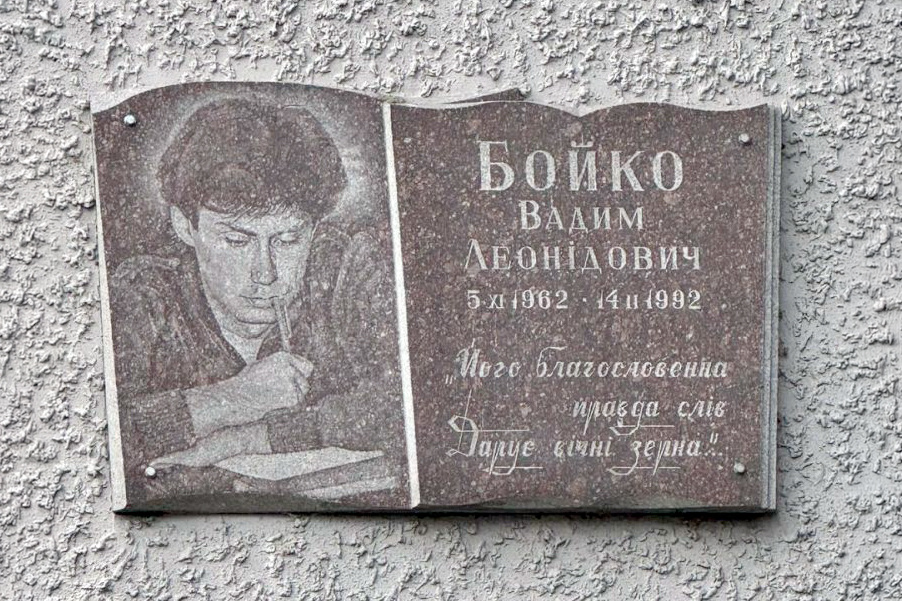 БОЙКО
ВАДИМ
ЛЕОНІДОВИЧ
5 XI 1962 · 14 II 1992
„Його благословенна
правда слів
Дарує вічні зерна."